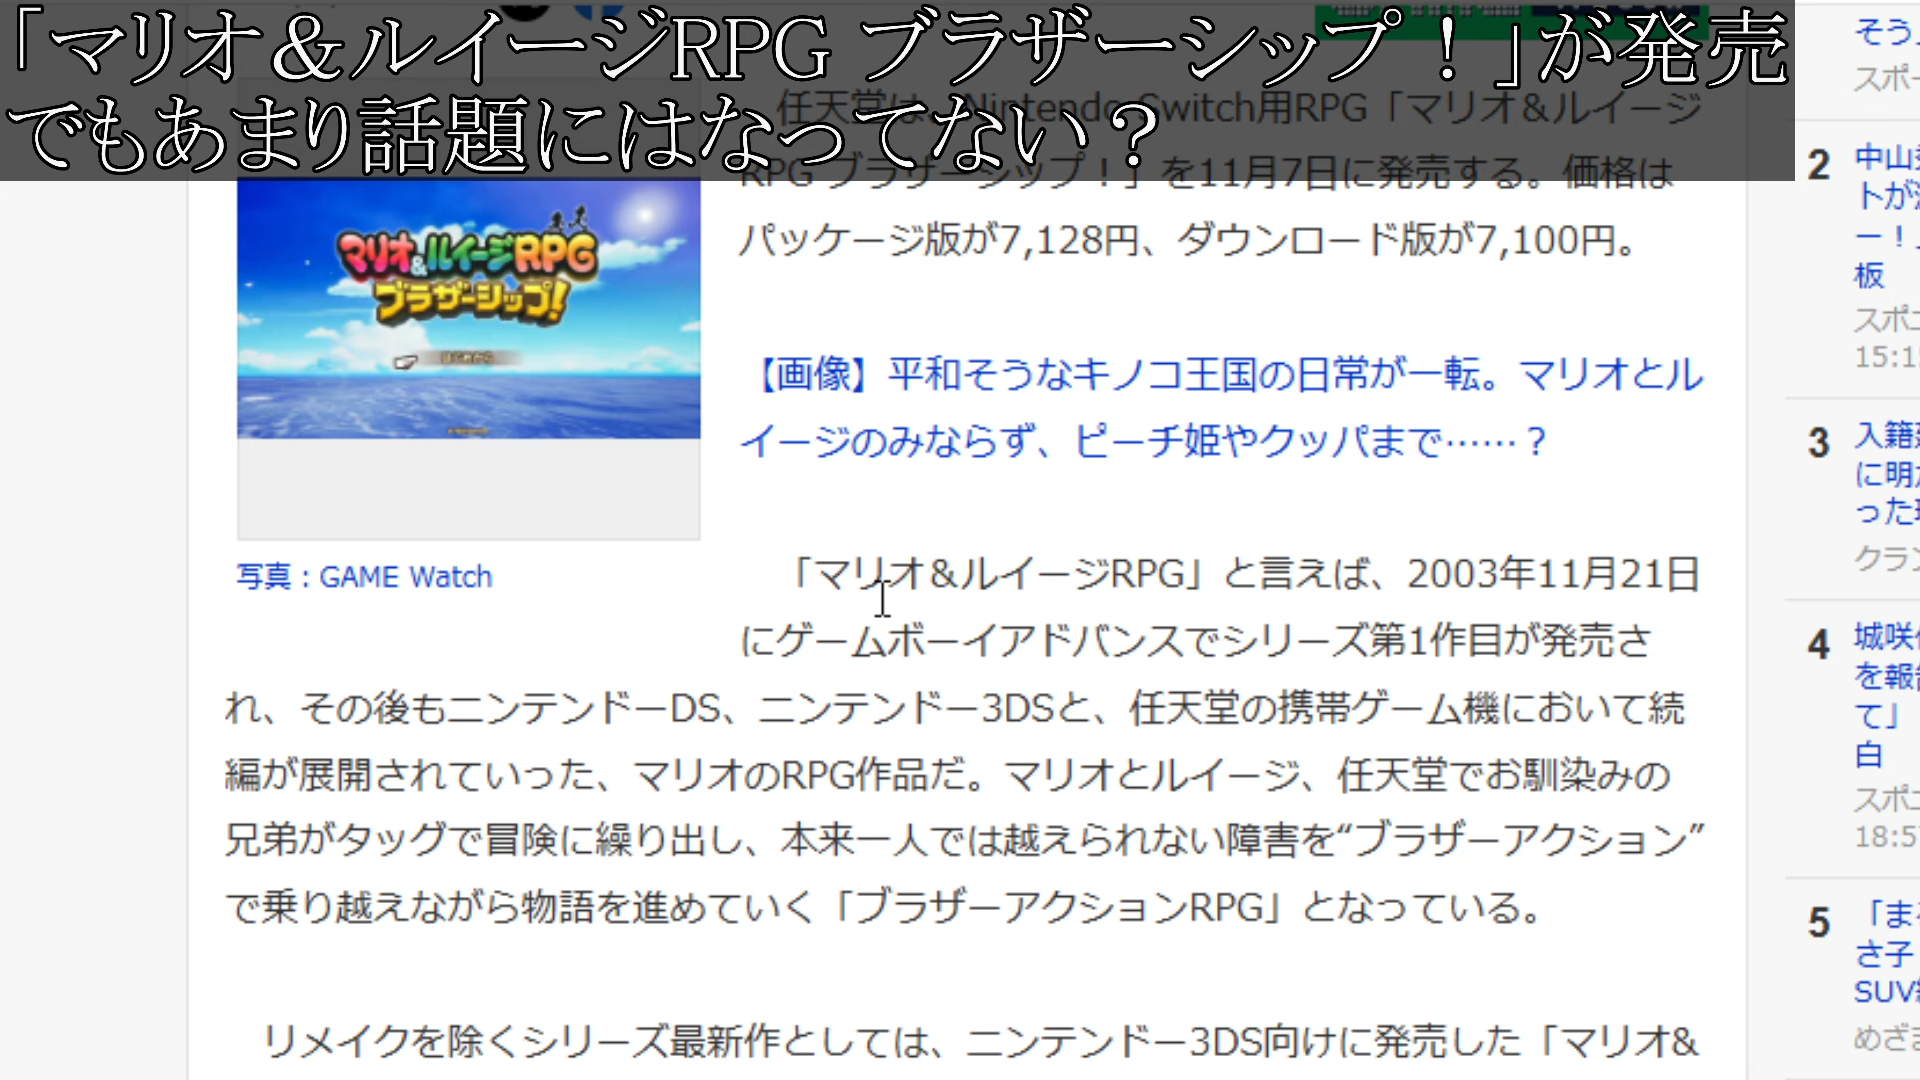 「マリオ＆ルイージRPG ブラザーシップ！」が発売
でもあまり話題にはなってない？
任天堂は、Nintendo Switch用RPG「マリオ&ルイージ
RPG ブラザーシップ！」を11月7日に発売する。価格は
パッケージ版が7,128円、ダウンロード版が7,100円。
マリオ&ルイージRPG
ブラザーシップ!
はじめから
【画像】平和そうなキノコ王国の日常が一転。マリオとル
イージのみならず、ピーチ姫やクッパまで……？
写真：GAME Watch
「マリオ&ルイージRPG」と言えば、2003年11月21日
にゲームボーイアドバンスでシリーズ第1作目が発売さ
れ、その後もニンテンドーDS、ニンテンドー3DSと、任天堂の携帯ゲーム機において続
編が展開されていった、マリオのRPG作品だ。マリオとルイージ、任天堂でお馴染みの
兄弟がタッグで冒険に繰り出し、本来一人では越えられない障害を“ブラザーアクション”
で乗り越えながら物語を進めていく「ブラザーアクションRPG」となっている。
リメイクを除くシリーズ最新作としては、ニンテンドー3DS向けに発売した「マリオ&
そう
スポ
2
中山
トが
ー！
板
スポ
15:1
3
入籍
に明
った
クラ
4
城咲
を報
て」
白
スポ
18:5
5
「ま
さ子
SUV
めざ